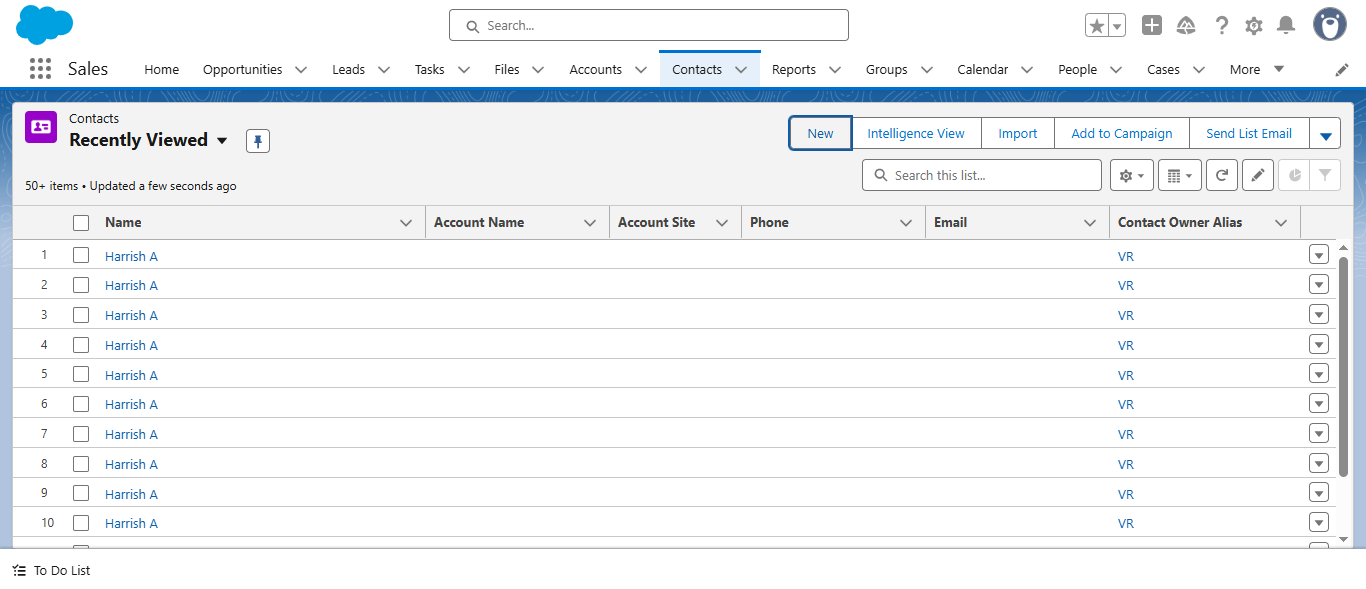 Search...
Sales Home Opportunities Leads Tasks Files Accounts Contacts Reports Groups Calendar People Cases More
Contacts
Recently Viewed
New Intelligence View Import Add to Campaign Send List Email
50+ items • Updated a few seconds ago
Search this list...
Name Account Name Account Site Phone Email Contact Owner Alias
1 Harrish A VR
2 Harrish A VR
3 Harrish A VR
4 Harrish A VR
5 Harrish A VR
6 Harrish A VR
7 Harrish A VR
8 Harrish A VR
9 Harrish A VR
10 Harrish A VR
To Do List